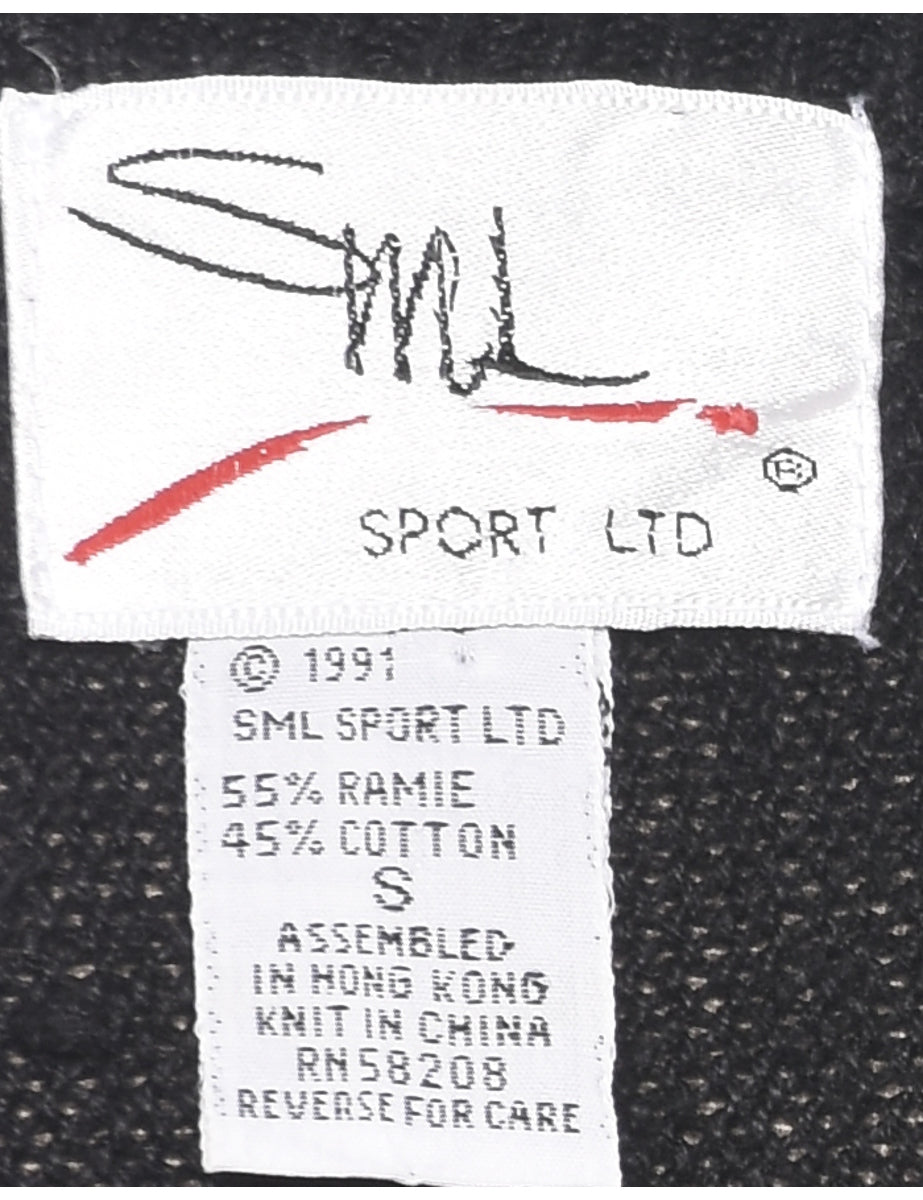 SML
®
SPORT LTD
© 1991
SML SPORT LTD
55% RAMIE
45% COTTON
S
ASSEMBLED
IN HONG KONG
KNIT IN CHINA
RN 58208
REVERSE FOR CARE